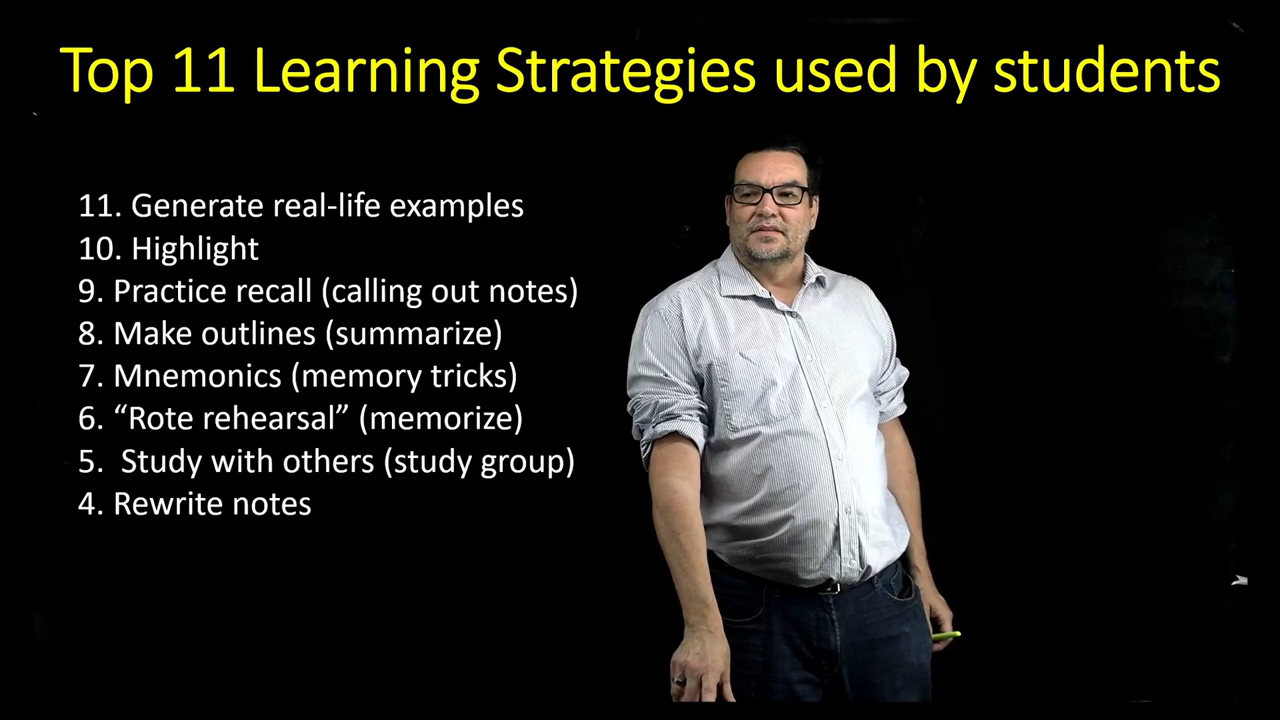 Top 11 Learning Strategies used by students
11. Generate real-life examples
10. Highlight
9. Practice recall (calling out notes)
8. Make outlines (summarize)
7. Mnemonics (memory tricks)
6. “Rote rehearsal” (memorize)
5.  Study with others (study group)
4. Rewrite notes